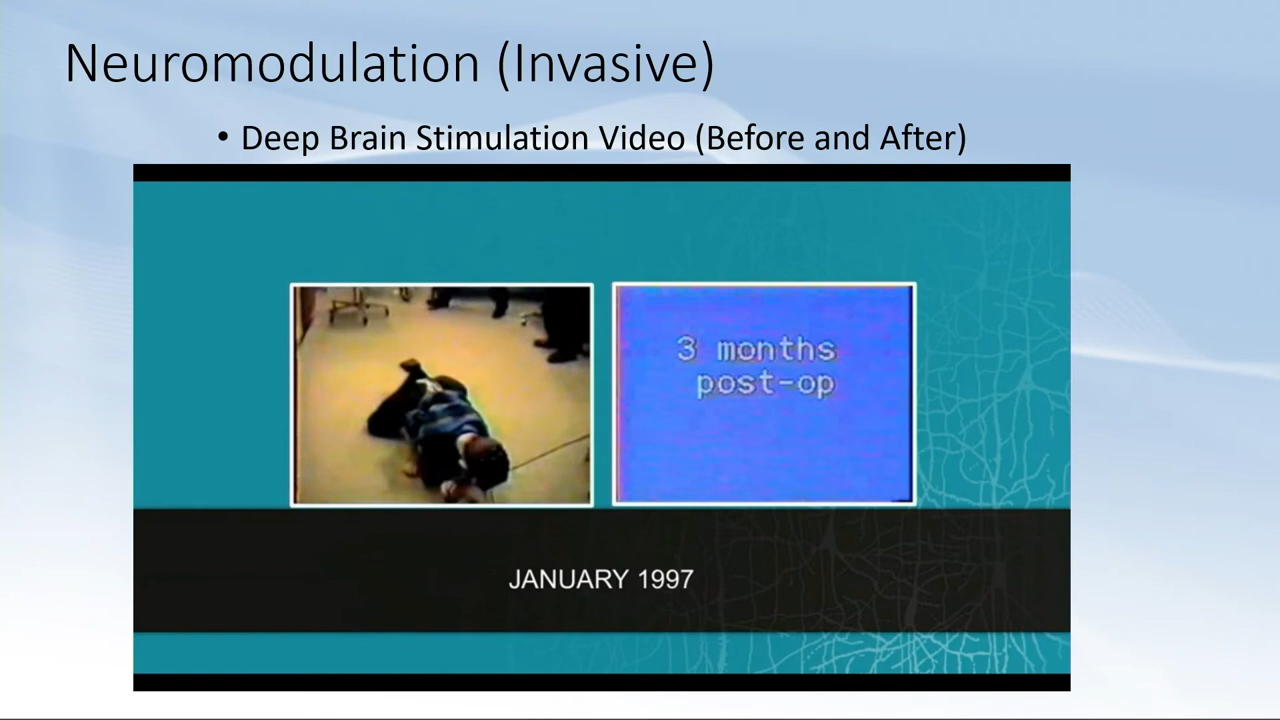 Neuromodulation (Invasive)
• Deep Brain Stimulation Video (Before and After)
3 months
post-op
JANUARY 1997